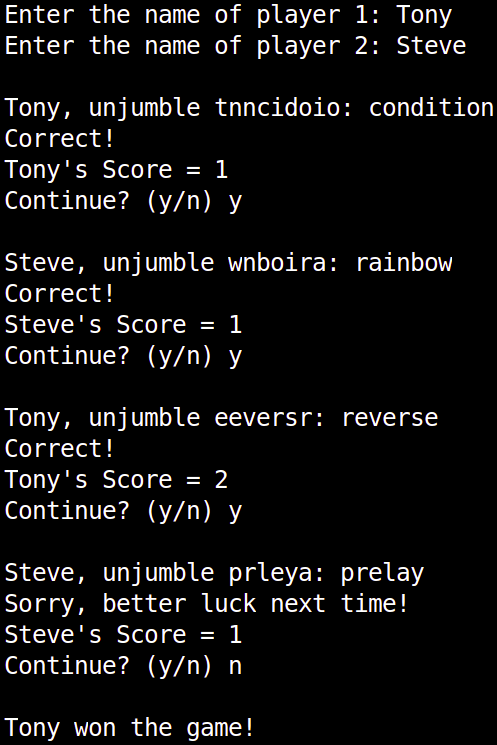 Enter the name of player 1: Tony
Enter the name of player 2: Steve
Tony, unjumble tnncidoio: condition
Correct!
Tony's Score = 1
Continue? (y/n) y
Steve, unjumble wnboira: rainbow
Correct!
Steve's Score = 1
Continue? (y/n) y
Tony, unjumble eeversr: reverse
Correct!
Tony's Score = 2
Continue? (y/n) y
Steve, unjumble prleya: prelay
Sorry, better luck next time!
Steve's Score = 1
Continue? (y/n) n
Tony won the game!